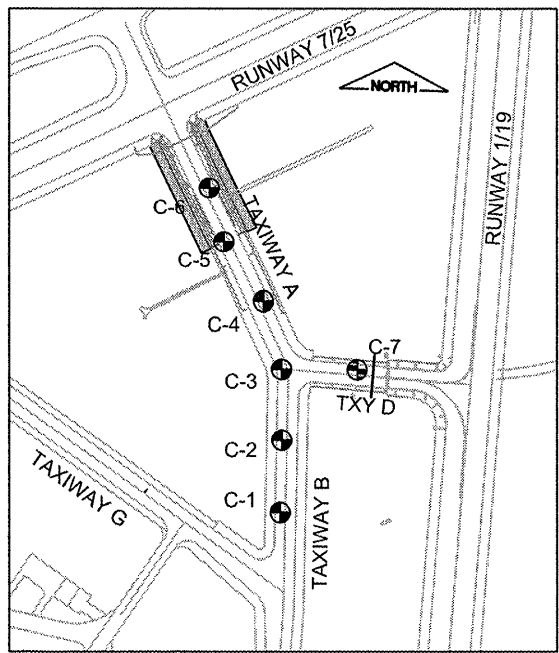 RUNWAY 7/25
NORTH
RUNWAY 1/19
C-6
TAXIWAY A
C-5
C-4
C-7
C-3
TXY D
C-2
TAXIWAY G
C-1
TAXIWAY B